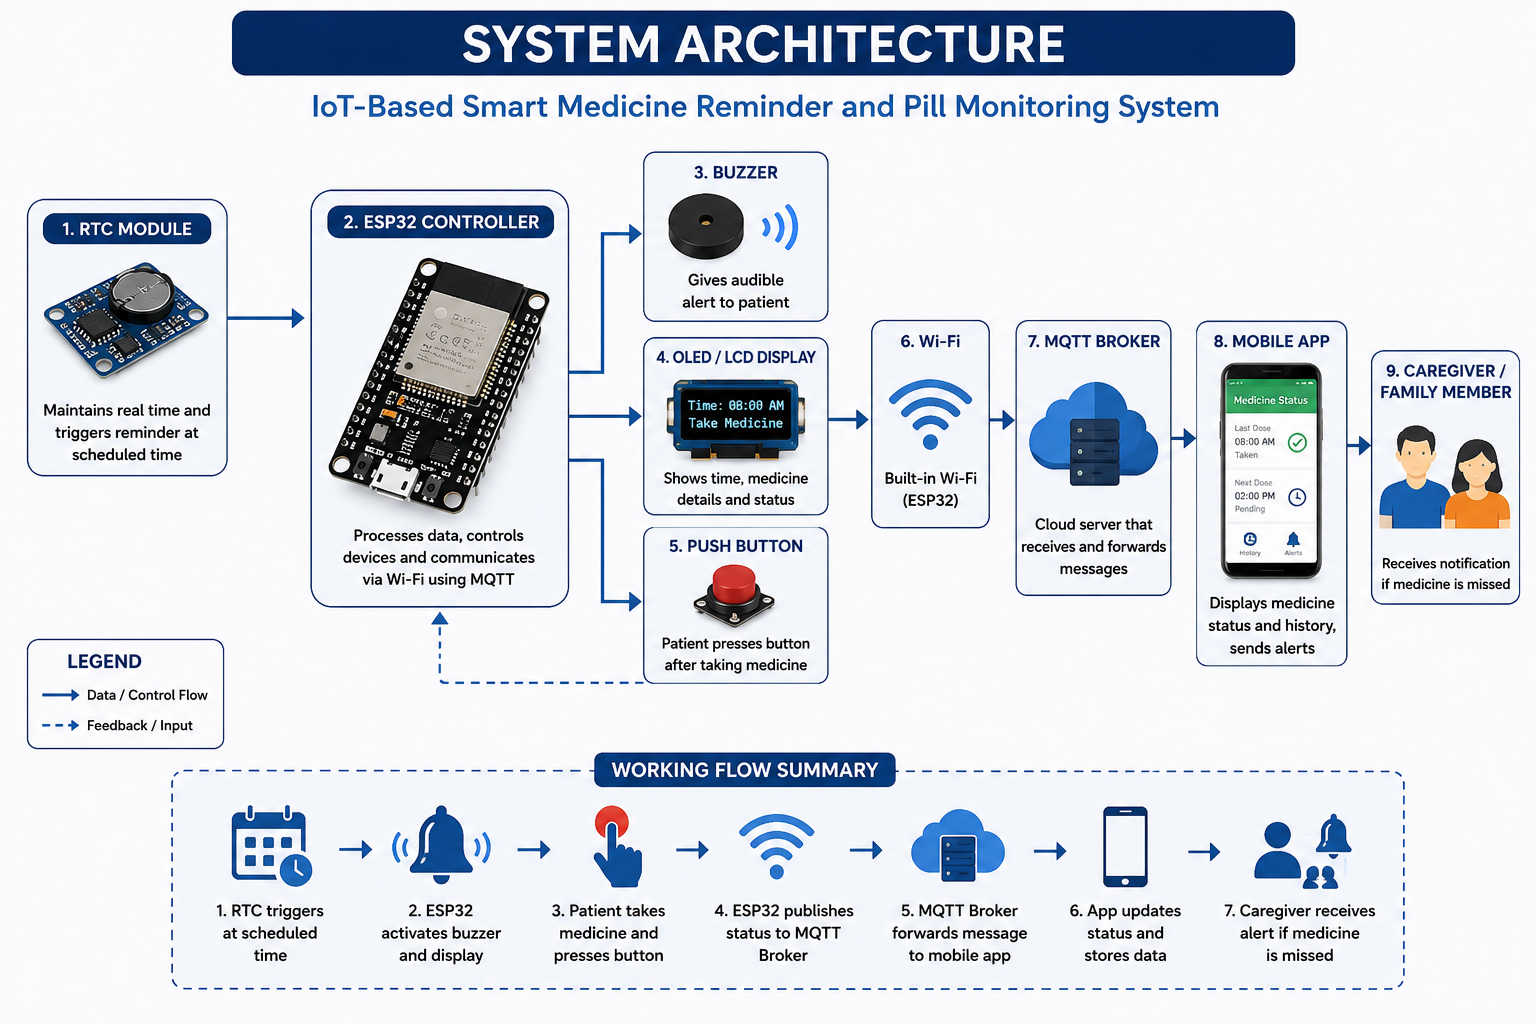 SYSTEM ARCHITECTURE
IoT-Based Smart Medicine Reminder and Pill Monitoring System
1. RTC MODULE
Maintains real time and
triggers reminder at
scheduled time
2. ESP32 CONTROLLER
Processes data, controls
devices and communicates
via Wi-Fi using MQTT
3. BUZZER
Gives audible
alert to patient
4. OLED / LCD DISPLAY
Time: 08:00 AM
Take Medicine
Shows time, medicine
details and status
5. PUSH BUTTON
Patient presses button
after taking medicine
6. Wi-Fi
Built-in Wi-Fi
(ESP32)
7. MQTT BROKER
Cloud server that
receives and forwards
messages
8. MOBILE APP
Medicine Status
Last Dose
08:00 AM
Taken
Next Dose
02:00 PM
Pending
History
Alerts
Displays medicine
status and history,
sends alerts
9. CAREGIVER /
FAMILY MEMBER
Receives notification
if medicine is missed
LEGEND
Data / Control Flow
Feedback / Input
WORKING FLOW SUMMARY
1. RTC triggers
at scheduled
time
2. ESP32
activates buzzer
and display
3. Patient takes
medicine and
presses button
4. ESP32 publishes
status to MQTT
Broker
5. MQTT Broker
forwards message
to mobile app
6. App updates
status and
stores data
7. Caregiver receives
alert if medicine
is missed